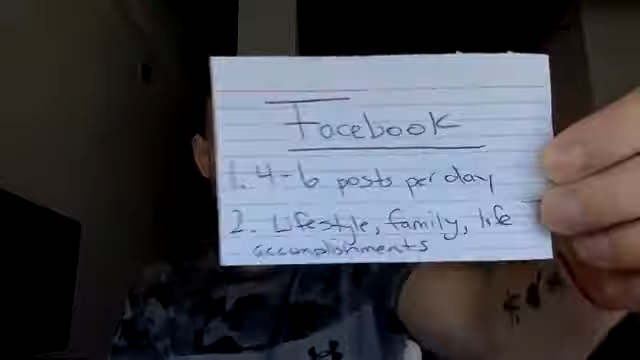 Facebook
1. 4-6 posts per day
2. Lifestyle, family, life
accomplishments